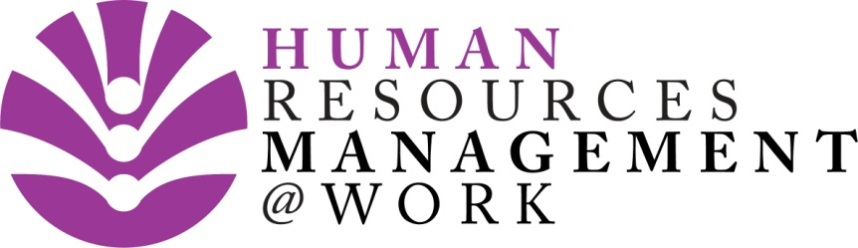 HUMAN
RESOURCES
MANAGEMENT
@WORK